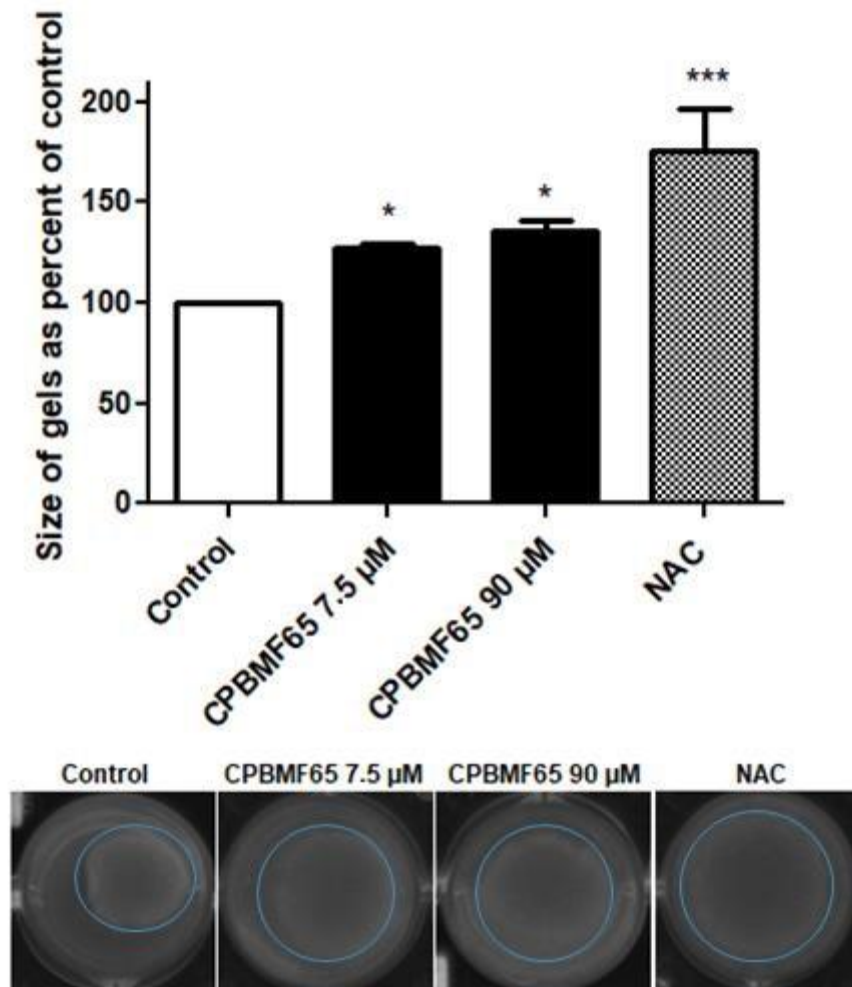 Size of gels as percent of control
200
150
100
50
0
*
*
***
Control
CPBMF65 7.5 µM
CPBMF65 90 µM
NAC
Control
CPBMF65 7.5 µM
CPBMF65 90 µM
NAC